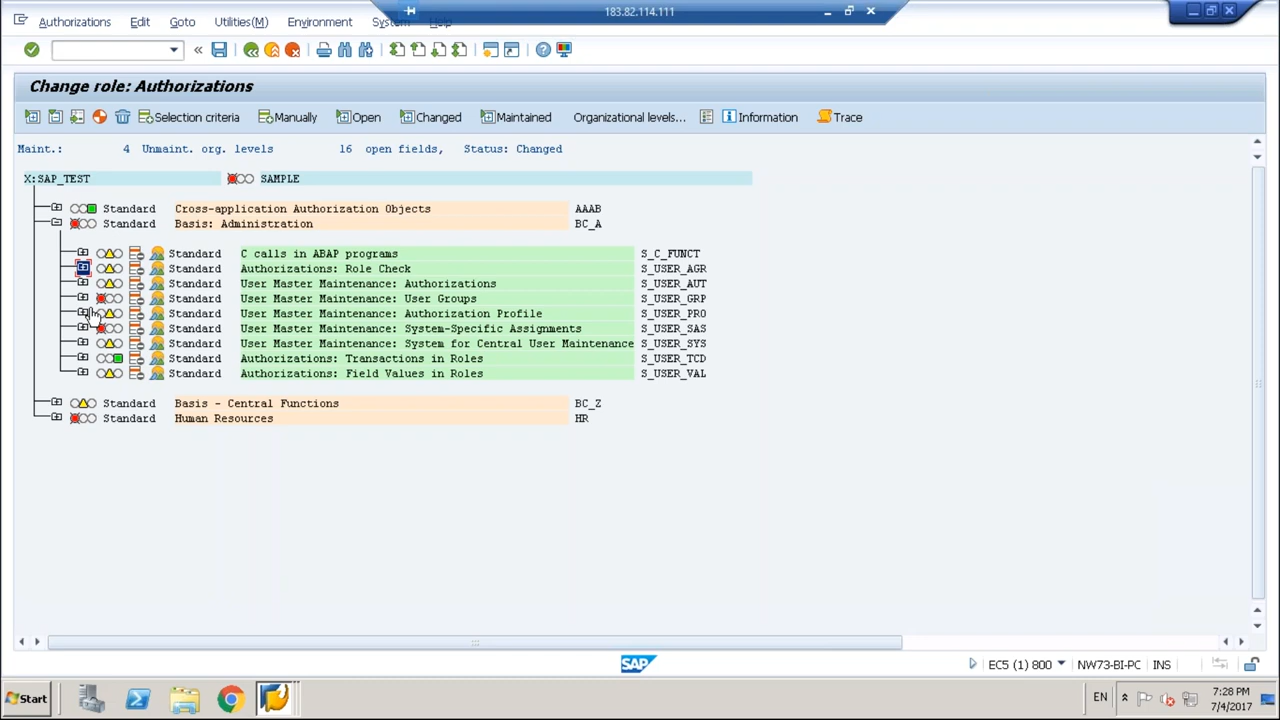 183.82.114.111
Authorizations Edit Goto Utilities(M) Environment System Help
Change role: Authorizations
Selection criteria Manually Open Changed Maintained Organizational levels... Information Trace
Maint.: 4 Unmaint. org. levels 16 open fields, Status: Changed
X:SAP_TEST SAMPLE
Standard Cross-application Authorization Objects AAAB
Standard Basis: Administration BC_A
Standard C calls in ABAP programs S_C_FUNCT
Standard Authorizations: Role Check S_USER_AGR
Standard User Master Maintenance: Authorizations S_USER_AUT
Standard User Master Maintenance: User Groups S_USER_GRP
Standard User Master Maintenance: Authorization Profile S_USER_PRO
Standard User Master Maintenance: System-Specific Assignments S_USER_SAS
Standard User Master Maintenance: System for Central User Maintenance S_USER_SYS
Standard Authorizations: Transactions in Roles S_USER_TCD
Standard Authorizations: Field Values in Roles S_USER_VAL
Standard Basis - Central Functions BC_Z
Standard Human Resources HR
SAP EC5 (1) 800 NW73-BI-PC INS
Start EN 7:28 PM
7/4/2017